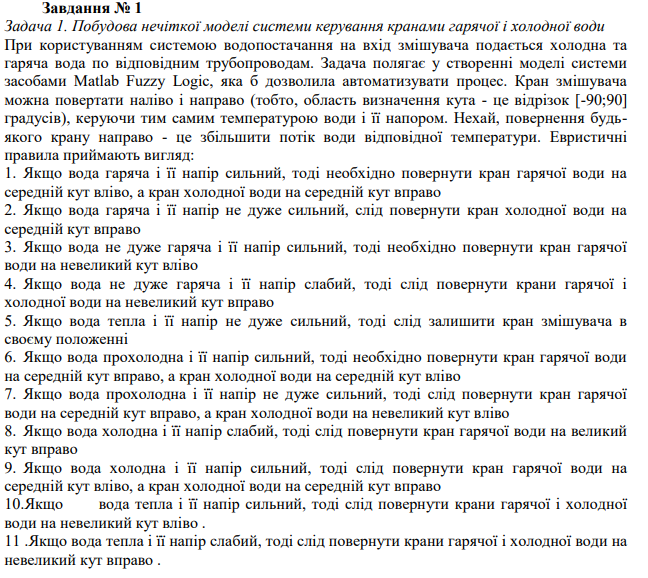 Завдання № 1
Задача 1. Побудова нечіткої моделі системи керування кранами гарячої і холодної води
При користуванням системою водопостачання на вхід змішувача подається холодна та
гаряча вода по відповідним трубопроводам. Задача полягає у створенні моделі системи
засобами Matlab Fuzzy Logic, яка б дозволила автоматизувати процес. Кран змішувача
можна повертати наліво і направо (тобто, область визначення кута - це відрізок [-90;90]
градусів), керуючи тим самим температурою води і її напором. Нехай, повернення будь-
якого крану направо - це збільшити потік води відповідної температури. Евристичні
правила приймають вигляд:
1. Якщо вода гаряча і її напір сильний, тоді необхідно повернути кран гарячої води на
середній кут вліво, а кран холодної води на середній кут вправо
2. Якщо вода гаряча і її напір не дуже сильний, слід повернути кран холодної води на
середній кут вправо
3. Якщо вода не дуже гаряча і її напір сильний, тоді необхідно повернути кран гарячої
води на невеликий кут вліво
4. Якщо вода не дуже гаряча і її напір слабий, тоді слід повернути крани гарячої і
холодної води на невеликий кут вправо
5. Якщо вода тепла і її напір не дуже сильний, тоді слід залишити кран змішувача в
своєму положенні
6. Якщо вода прохолодна і її напір сильний, тоді необхідно повернути кран гарячої води
на середній кут вправо, а кран холодної води на середній кут вліво
7. Якщо вода прохолодна і її напір не дуже сильний, тоді слід повернути кран гарячої
води на середній кут вправо, а кран холодної води на невеликий кут вліво
8. Якщо вода холодна і її напір слабий, тоді слід повернути кран гарячої води на великий
кут вправо
9. Якщо вода холодна і її напір сильний, тоді слід повернути кран гарячої води на
середній кут вліво, а кран холодної води на середній кут вправо
10.Якщо вода тепла і її напір сильний, тоді слід повернути крани гарячої і холодної
води на невеликий кут вліво .
11 .Якщо вода тепла і її напір слабий, тоді слід повернути крани гарячої і холодної води на
невеликий кут вправо .